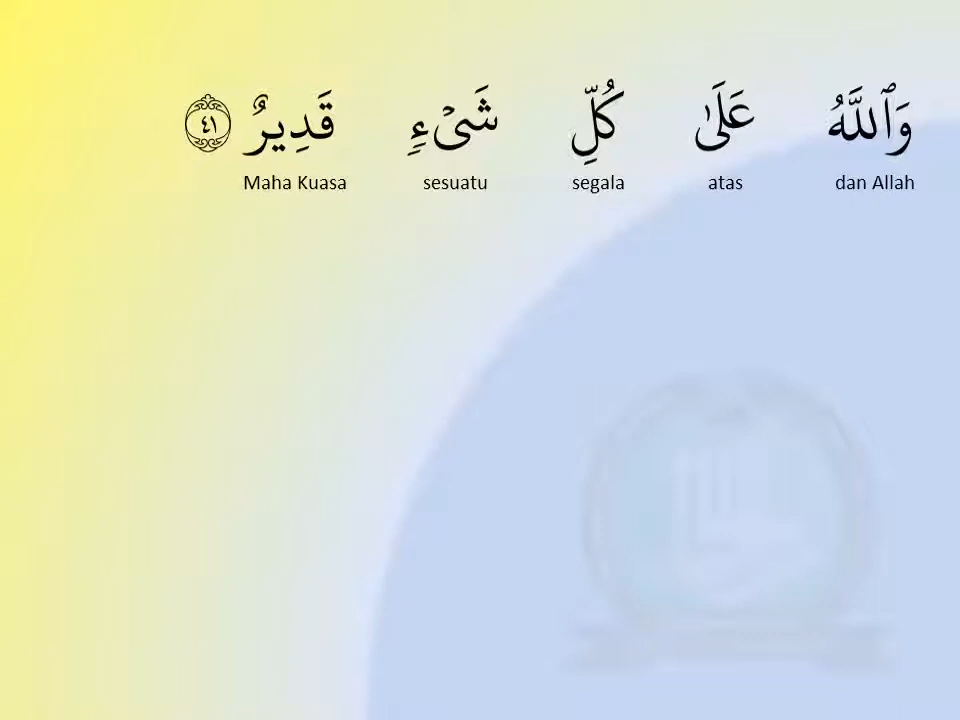 وَٱللَّهُ عَلَىٰ كُلِّ شَىْءٍ قَدِيرٌ ٤١
dan Allah atas segala sesuatu Maha Kuasa